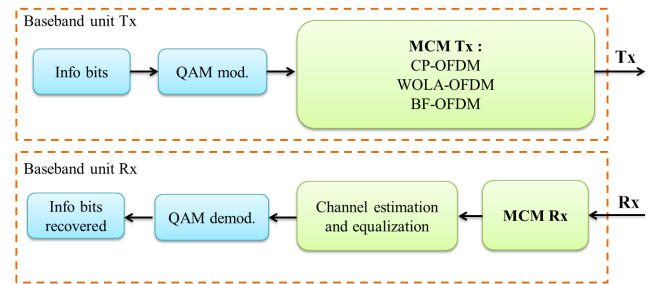 Baseband unit Tx
Info bits
QAM mod.
MCM Tx :
CP-OFDM
WOLA-OFDM
BF-OFDM
Tx
Baseband unit Rx
Info bits
recovered
QAM demod.
Channel estimation
and equalization
MCM Rx
Rx